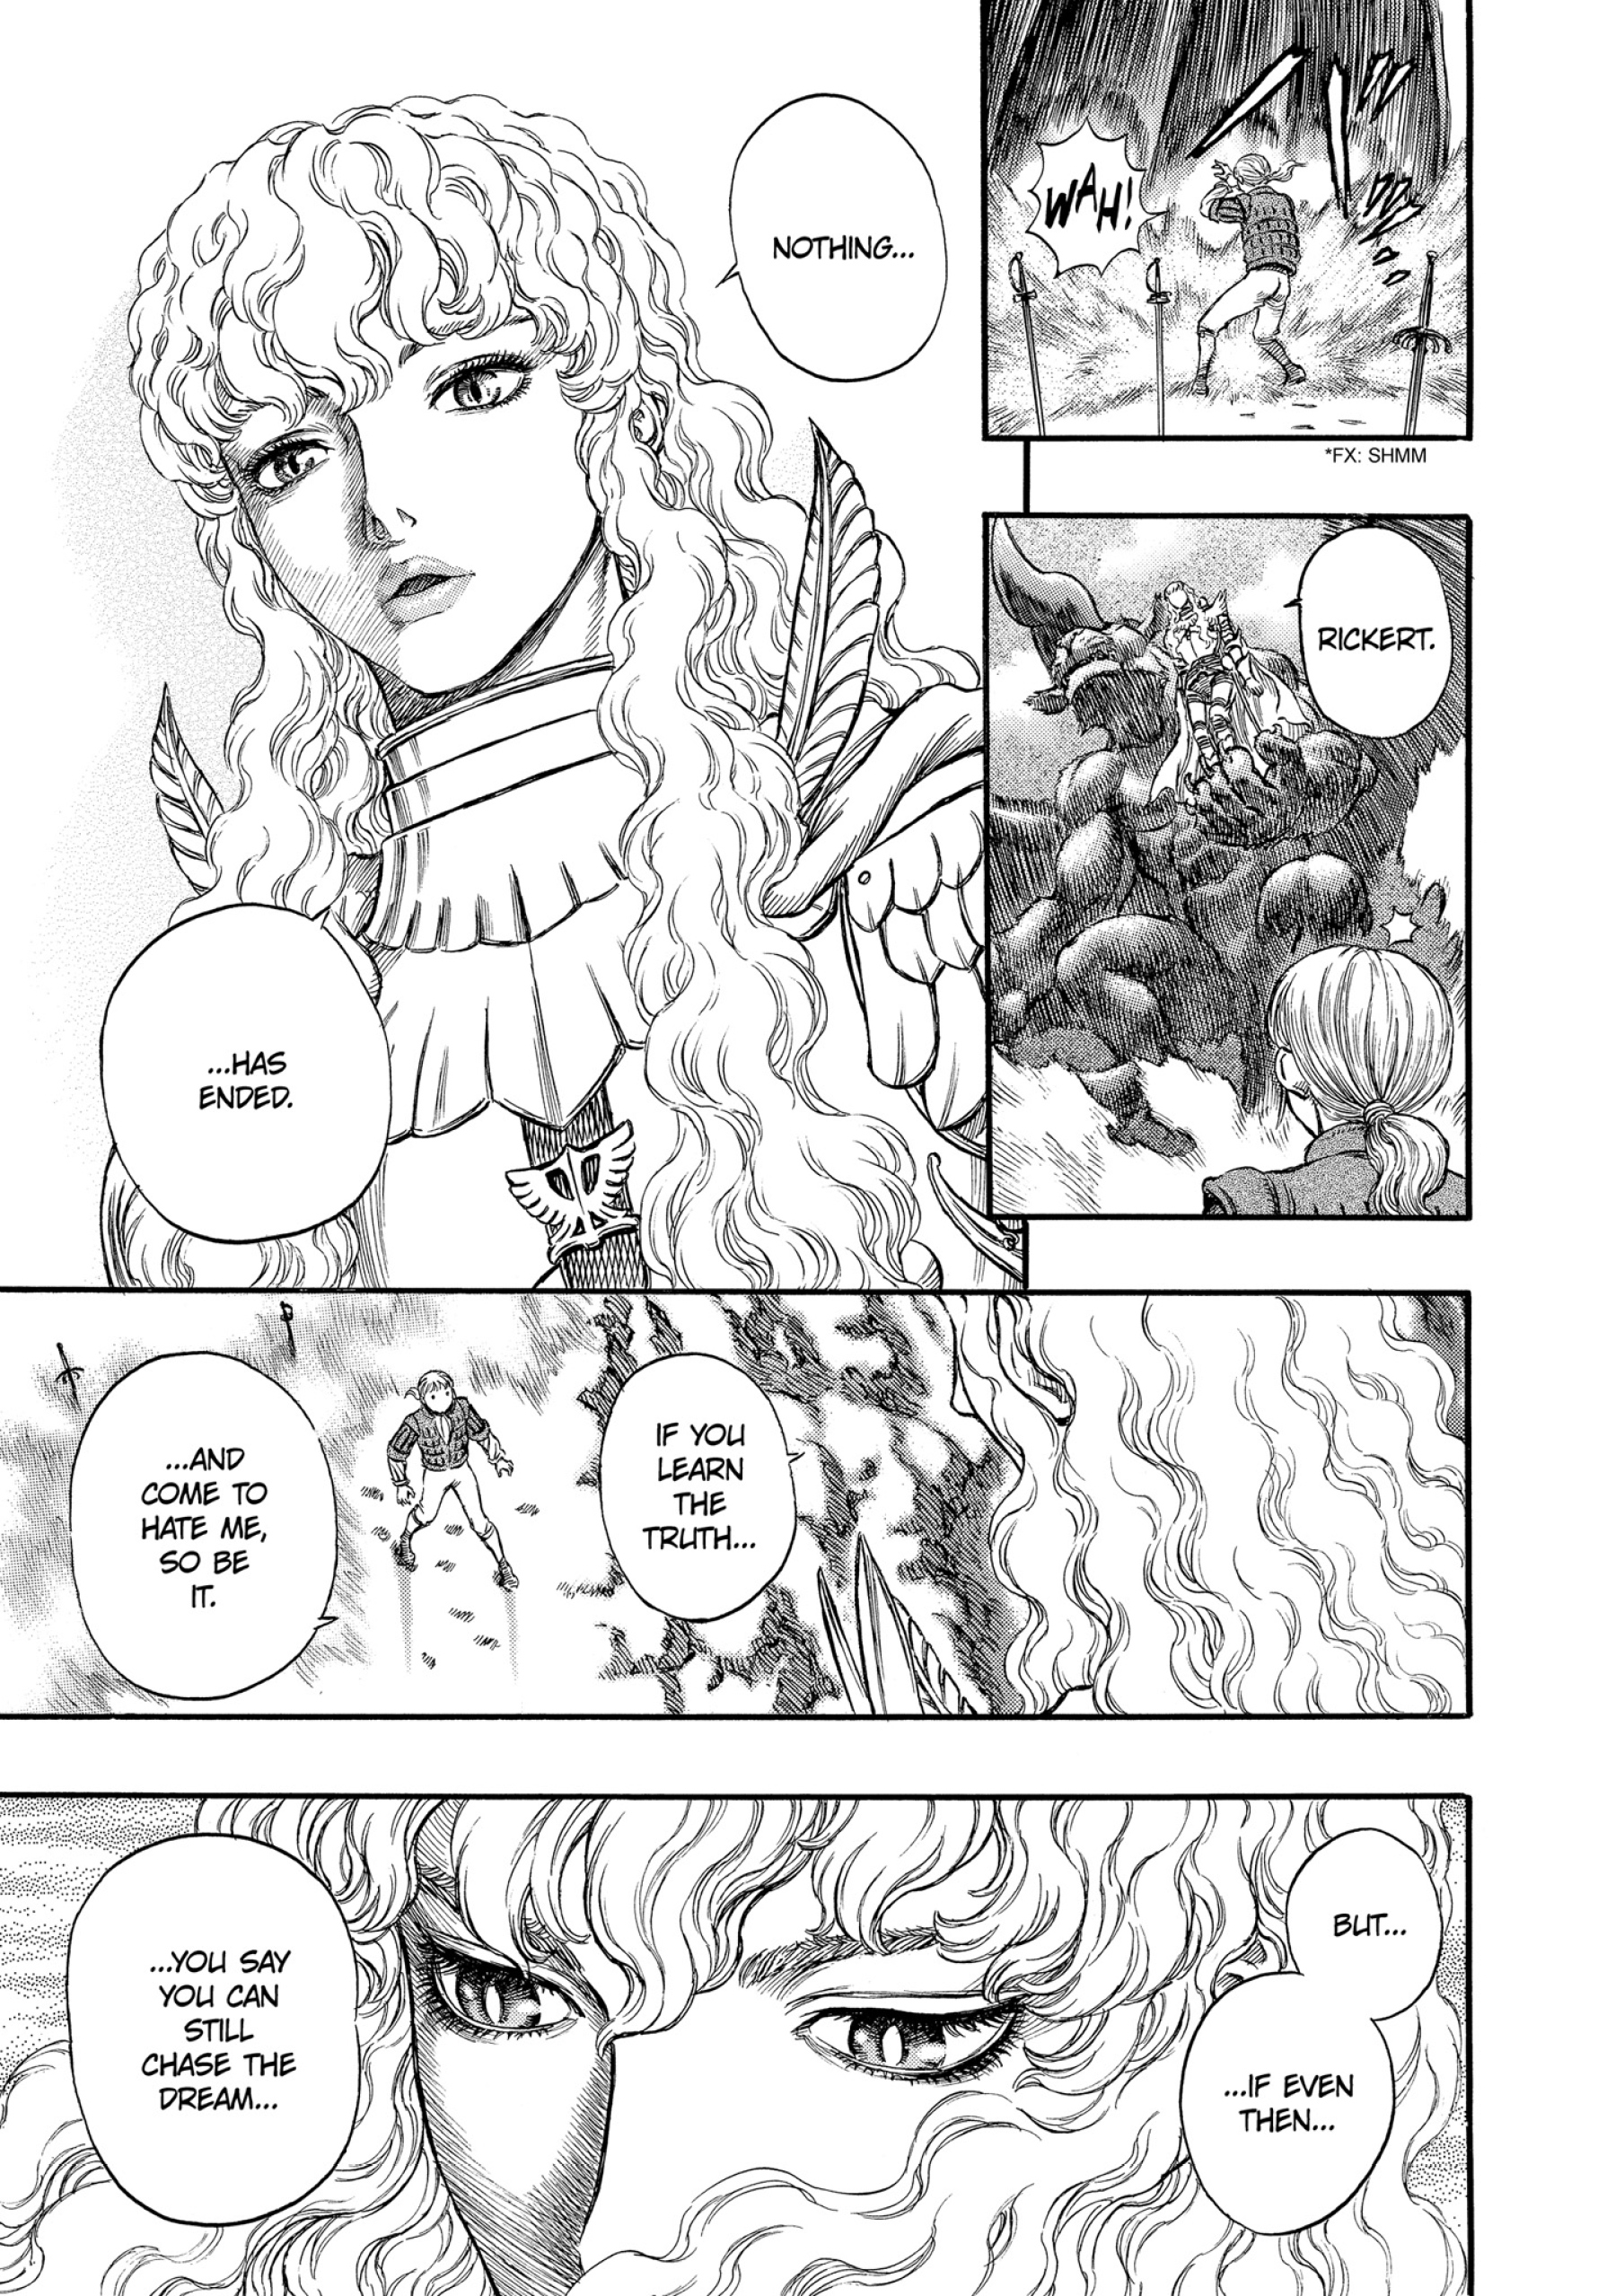 WAH!
*FX: SHMM
RICKERT.
NOTHING...
...HAS
ENDED.
IF YOU
LEARN
THE
TRUTH...
...AND
COME TO
HATE ME,
SO BE
IT.
BUT...
...IF EVEN
THEN...
...YOU SAY
YOU CAN
STILL
CHASE THE
DREAM...